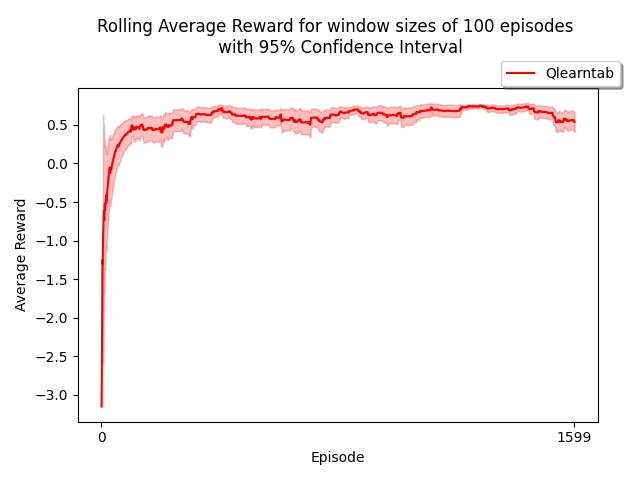 Rolling Average Reward for window sizes of 100 episodes
with 95% Confidence Interval
Qlearntab
Average Reward
0.5
0.0
−0.5
−1.0
−1.5
−2.0
−2.5
−3.0
0
1599
Episode